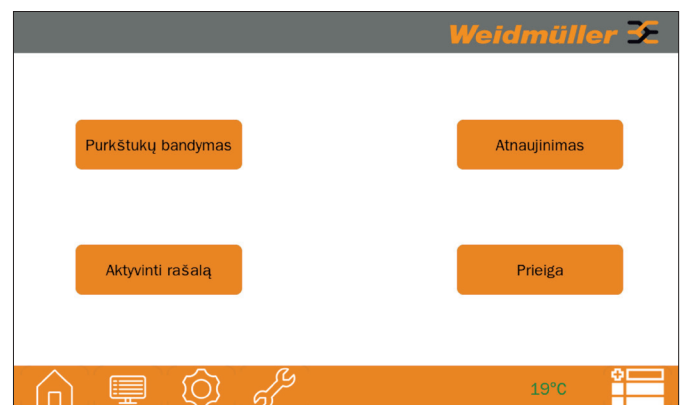 Weidmüller
Purkštukų bandymas
Atnaujinimas
Aktyvinti rašalą
Prieiga
19°C